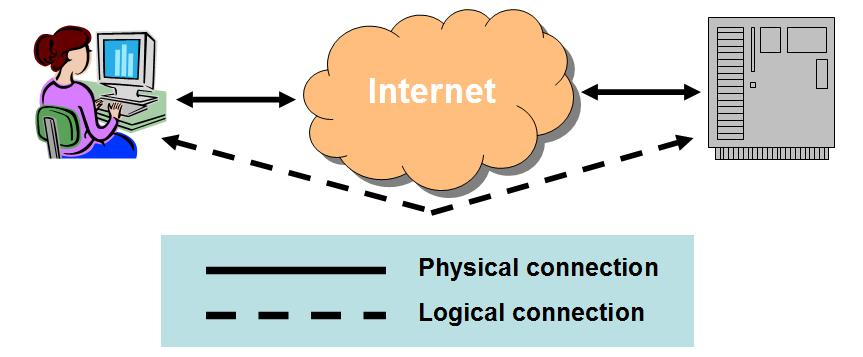 Internet
Physical connection
Logical connection